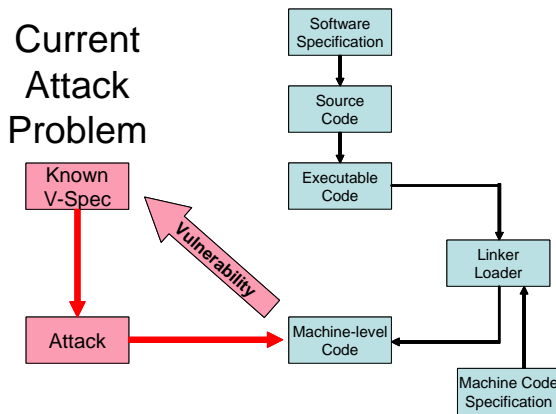 Current
Attack
Problem
Software
Specification
Source
Code
Known
V-Spec
Executable
Code
Vulnerability
Linker
Loader
Attack
Machine-level
Code
Machine Code
Specification